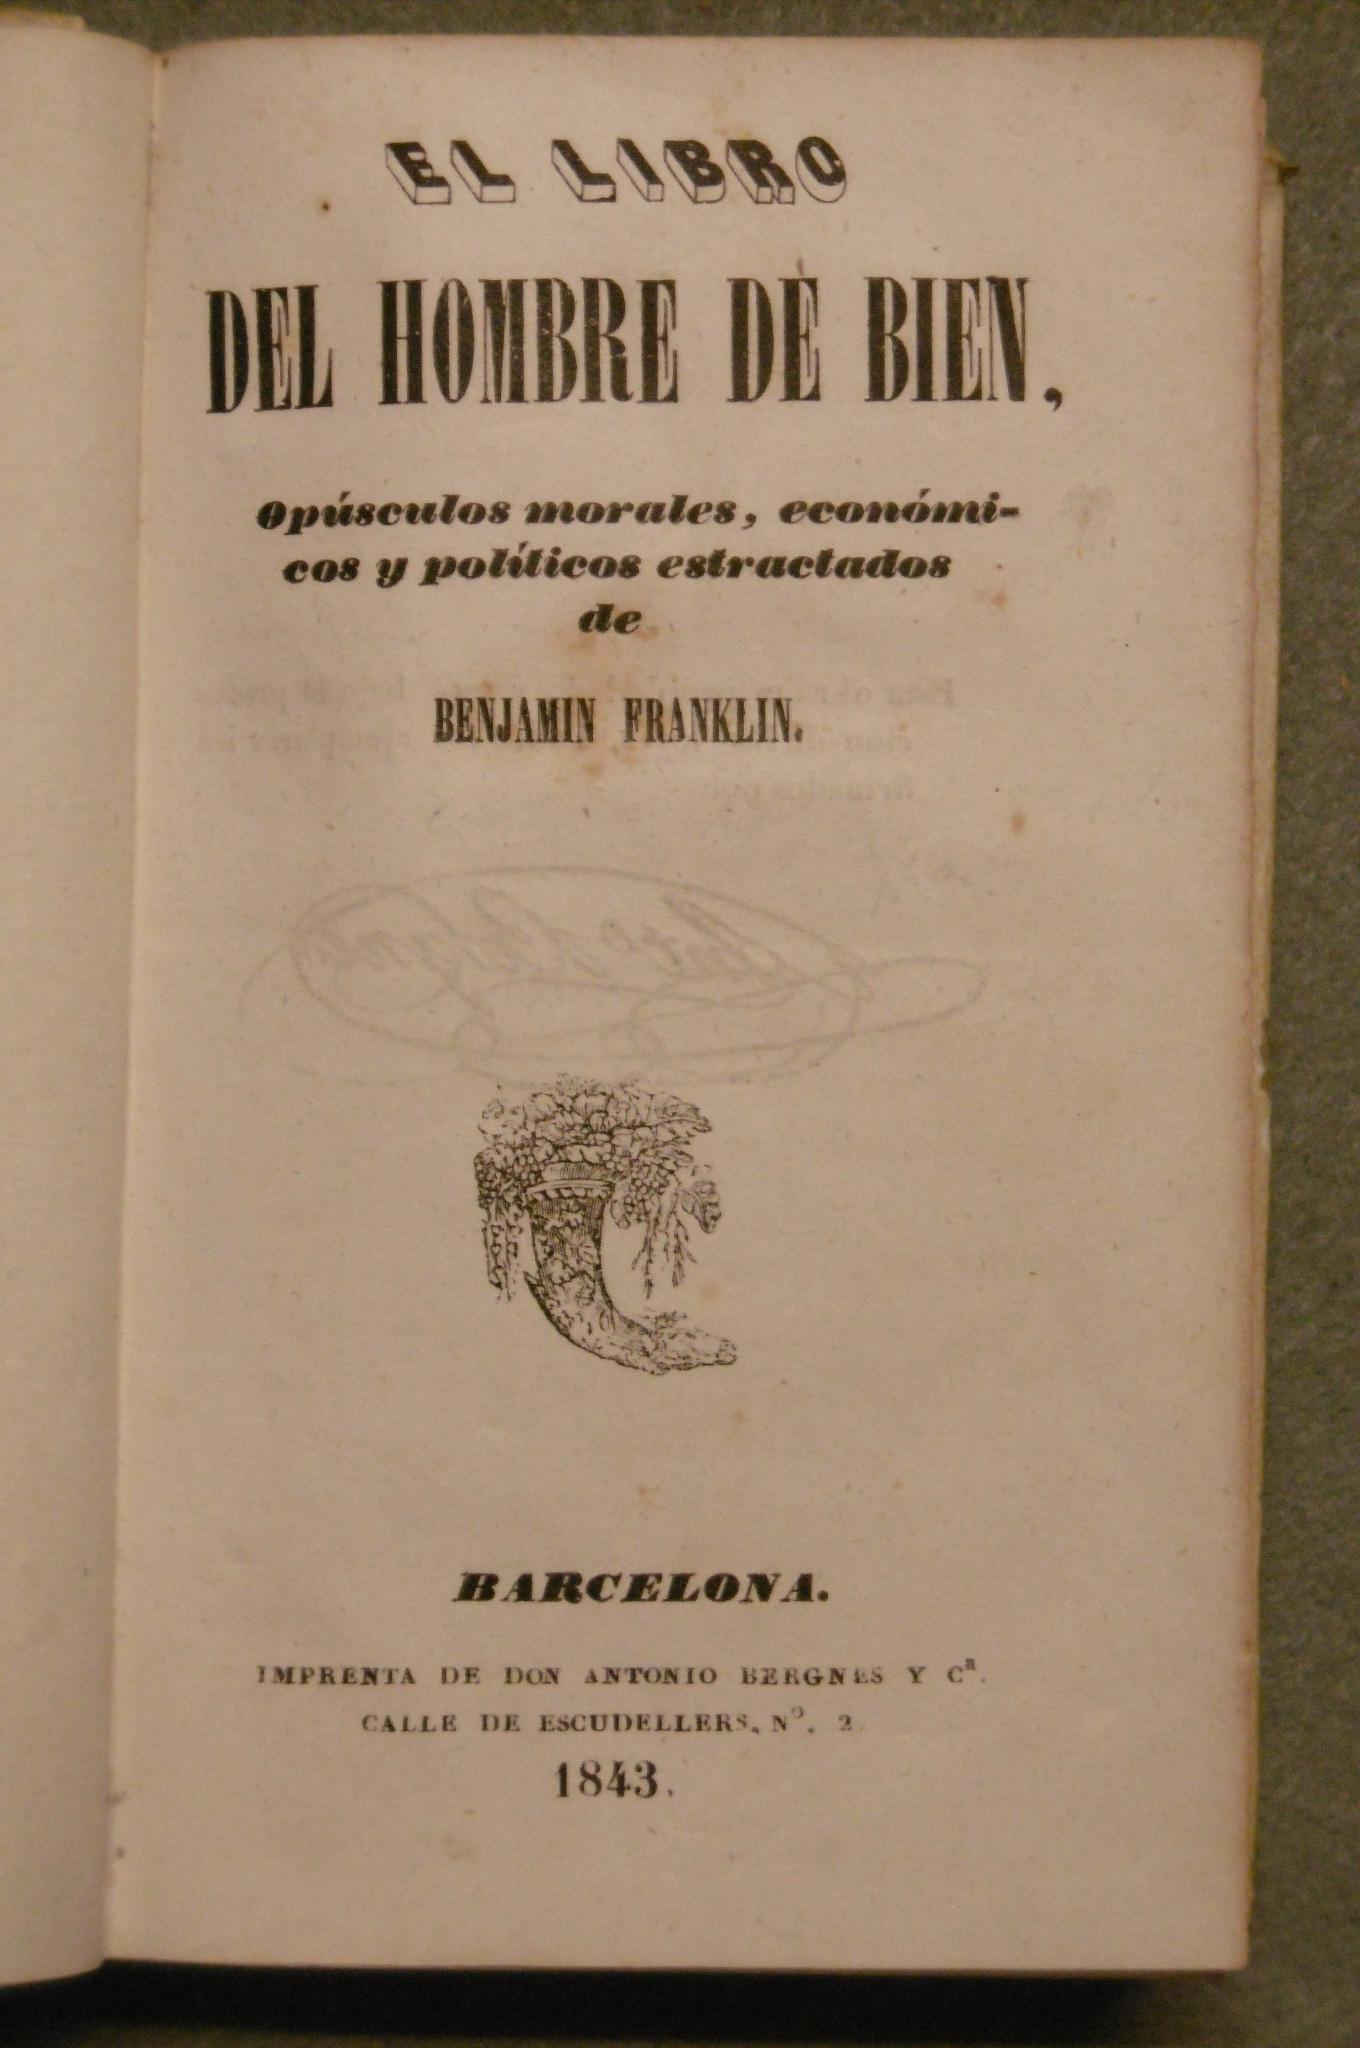 EL LIBRO
DEL HOMBRE DE BIEN,
Opúsculos morales, económi-
cos y políticos estractados
de
BENJAMIN FRANKLIN.
BARCELONA.
IMPRENTA DE DON ANTONIO BERGNES Y Cª.
CALLE DE ESCUDELLERS, Nº. 2
1843.